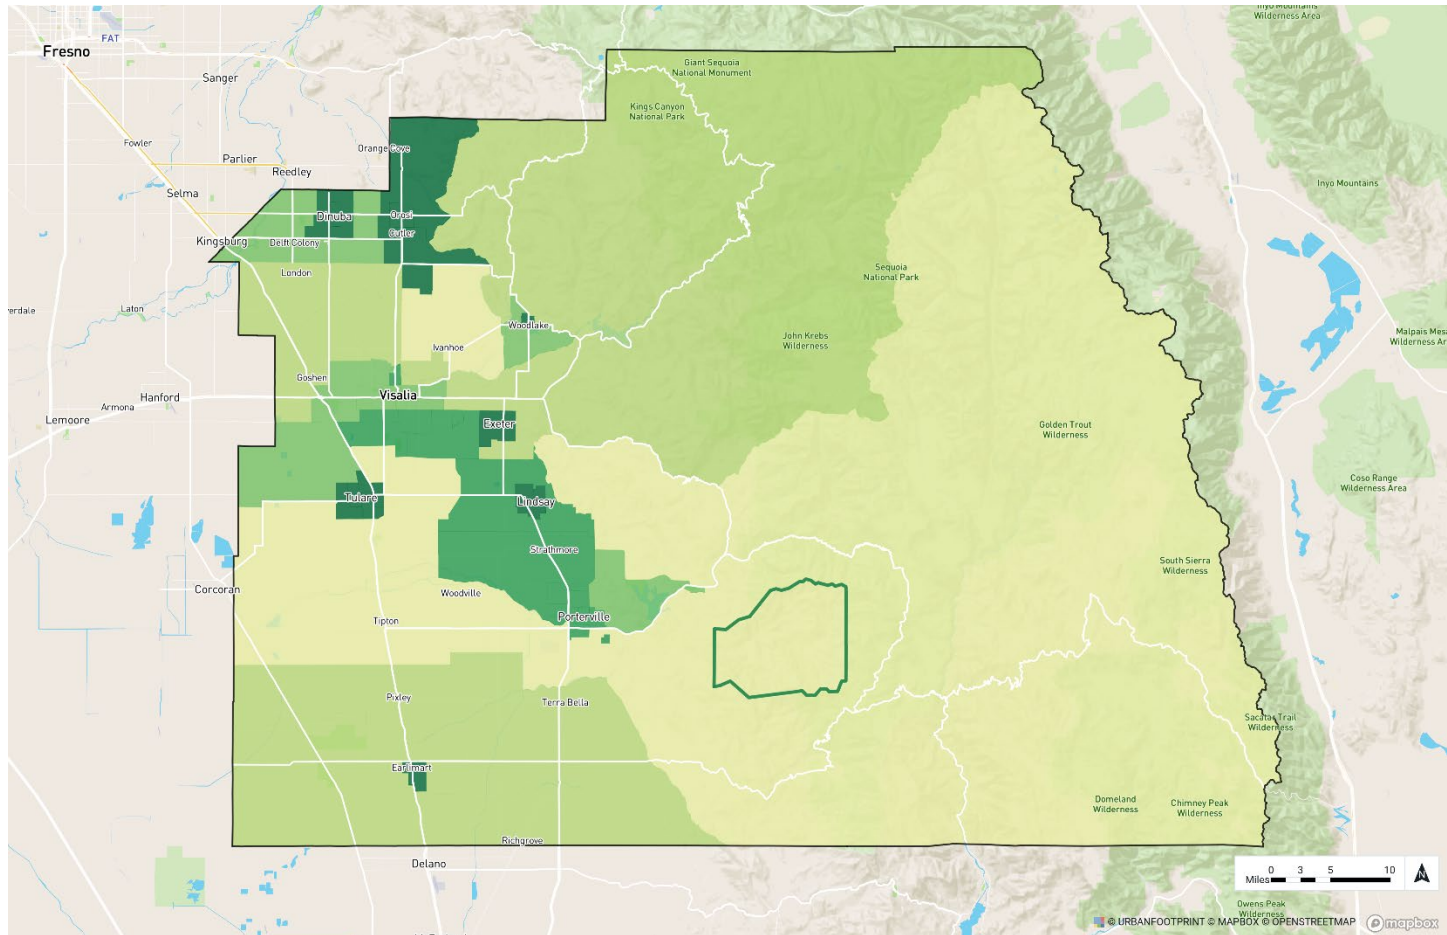 Inyo Mountains
Wilderness Area
FAT
Fresno
Giant Sequoia
National Monument
Sanger
Kings Canyon
National Park
Fowler
Orange Cove
Parlier
Reedley
Inyo Mountains
Selma
Dinuba
Orosi
Cutler
Kingsburg
Delft Colony
London
Sequoia
National Park
Laton
verdale
Woodlake
Malpais Mesa
Wilderness Ar
John Krebs
Wilderness
Ivanhoe
Goshen
Visalia
Hanford
Armona
Lemoore
Exeter
Golden Trout
Wilderness
Coso Range
Wilderness Area
Tulare
Lindsay
Strathmore
South Sierra
Wilderness
Corcoran
Woodville
Porterville
Tipton
Pixley
Terra Bella
Sacatar Trail
Wilderness
Earlimart
Domeland
Wilderness
Chimney Peak
Wilderness
Richgrove
Delano
0 3 5 10
Miles
N
Owens Peak
Wilderness
© URBANFOOTPRINT © MAPBOX © OPENSTREETMAP
mapbox